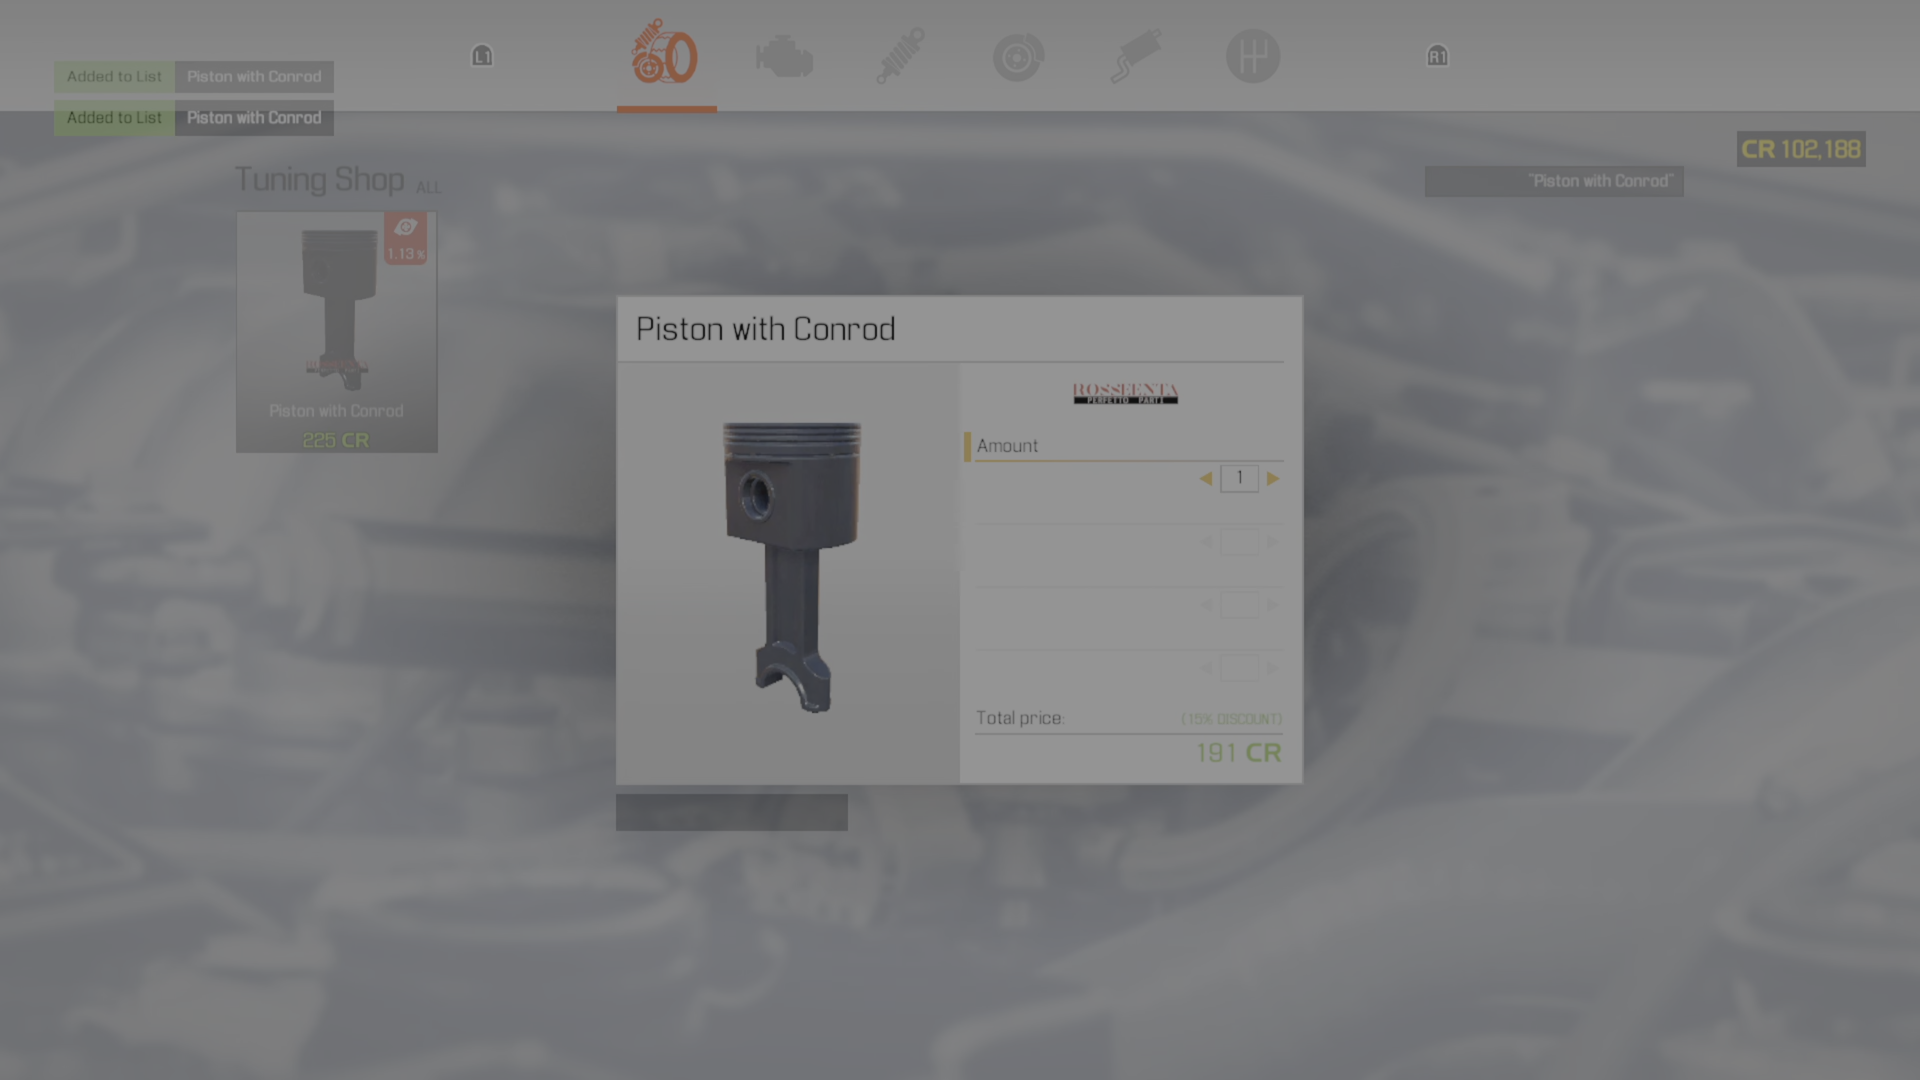 L1
R1
Added to List Piston with Conrod
Added to List Piston with Conrod
CR 102,188
Tuning Shop ALL
"Piston with Conrod"
1.13 %
Piston with Conrod
225 CR
Piston with Conrod
ROSSFENTA
PERFETTO PARTI
Amount
1
Total price:
(15% DISCOUNT)
191 CR